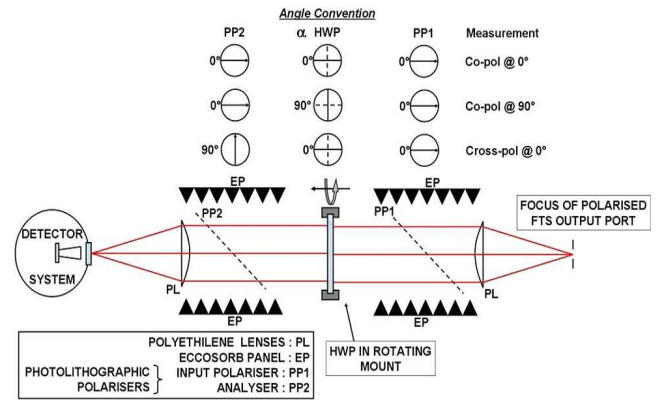 Angle Convention
PP2 α HWP PP1 Measurement
0° 0° 0° Co-pol @ 0°
0° 90° 0° Co-pol @ 90°
90° 0° 0° Cross-pol @ 0°
EP EP
PP2 PP1
FOCUS OF POLARISED
FTS OUTPUT PORT
DETECTOR
SYSTEM
PL PL
EP EP
POLYETHILENE LENSES : PL
ECCOSORB PANEL : EP
PHOTOLITHOGRAPHIC
POLARISERS
INPUT POLARISER : PP1
ANALYSER : PP2
HWP IN ROTATING
MOUNT